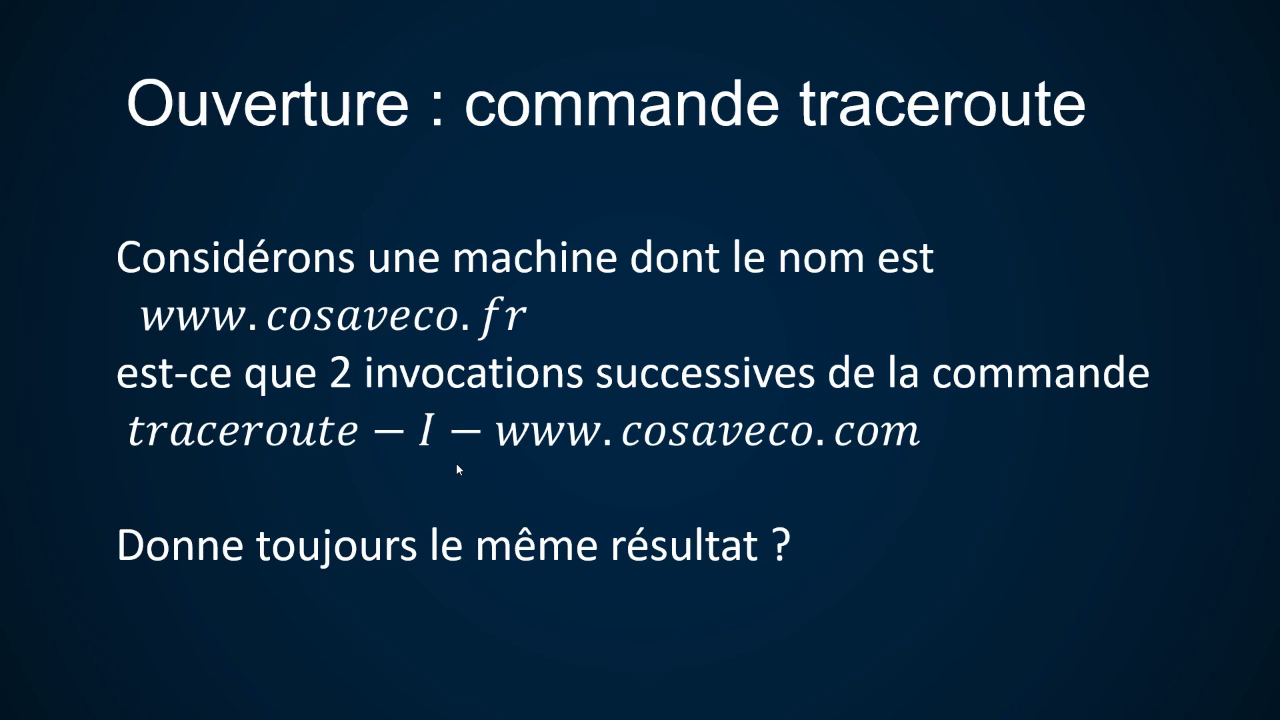 Ouverture : commande traceroute
Considérons une machine dont le nom est
www.cosaveco.fr
est-ce que 2 invocations successives de la commande
traceroute − I − www.cosaveco.com
Donne toujours le même résultat ?